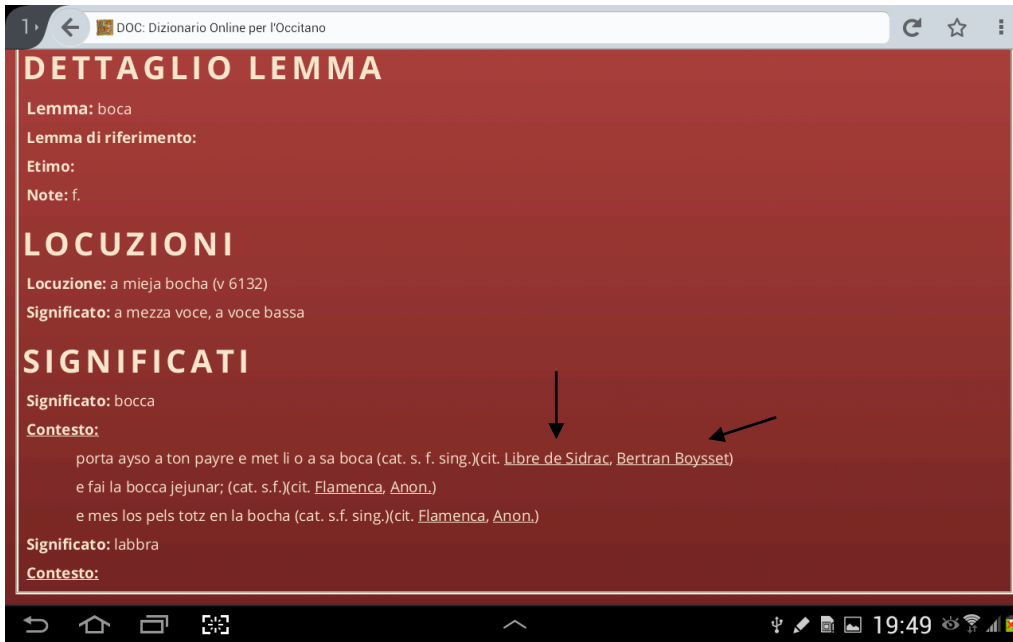 1
DOC: Dizionario Online per l'Occitano
DETTAGLIO LEMMA
Lemma: boca
Lemma di riferimento:
Etimo:
Note: f.
LOCUZIONI
Locuzione: a mieja bocha (v 6132)
Significato: a mezza voce, a voce bassa
SIGNIFICATI
Significato: bocca
Contesto:
porta ayso a ton payre e met li o a sa boca (cat. s. f. sing.)(cit. Libre de Sidrac, Bertran Boysset)
e fai la bocca jejunar; (cat. s.f.)(cit. Flamenca, Anon.)
e mes los pels totz en la bocha (cat. s.f. sing.)(cit. Flamenca, Anon.)
Significato: labbra
Contesto:
19:49